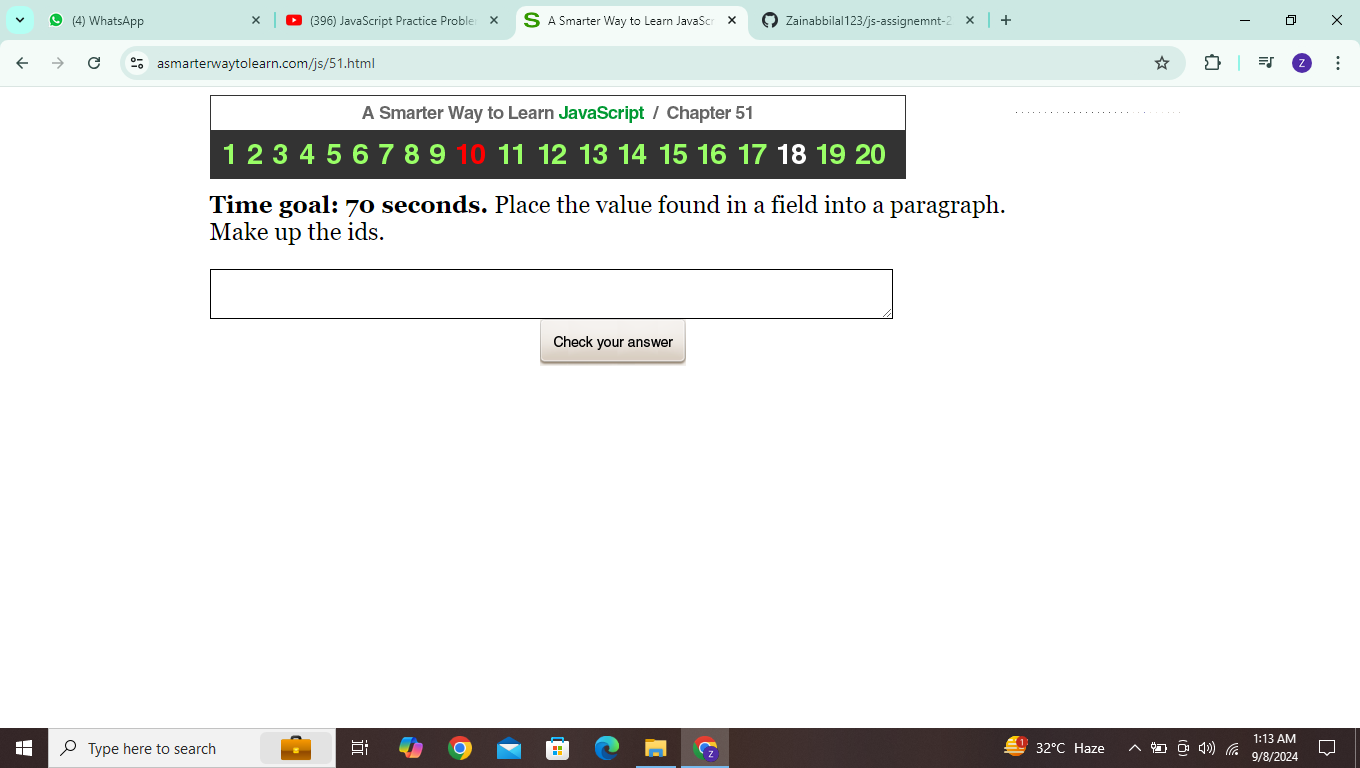 (4) WhatsApp
(396) JavaScript Practice Proble
A Smarter Way to Learn JavaSc
Zainabbilal123/js-assignemnt-2
asmarterwaytolearn.com/js/51.html
Z
A Smarter Way to Learn JavaScript / Chapter 51
1 2 3 4 5 6 7 8 9 10 11 12 13 14 15 16 17 18 19 20
Time goal: 70 seconds. Place the value found in a field into a paragraph.
Make up the ids.
Check your answer
Type here to search
Z
1
32°C Haze
1:13 AM
9/8/2024